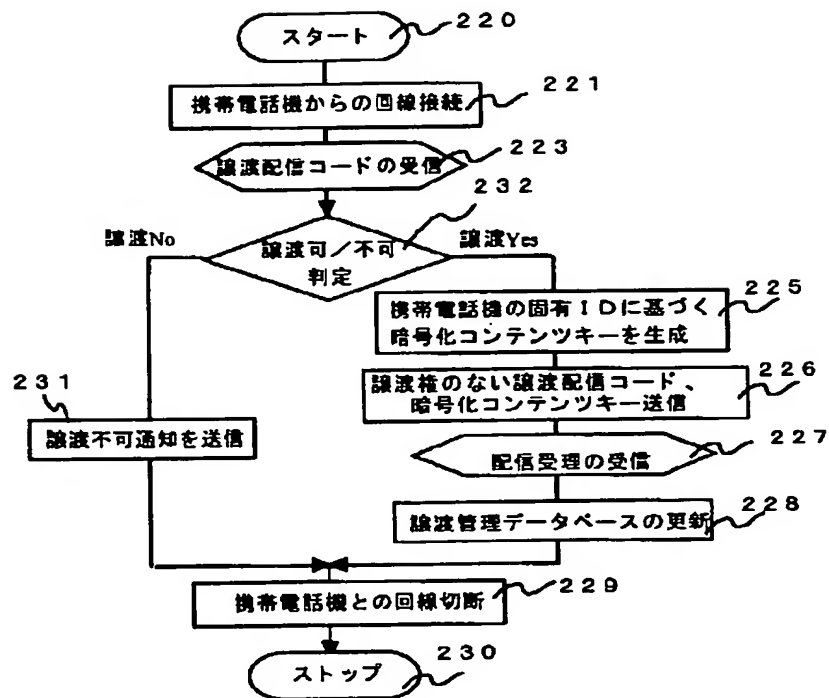 スタート
220
携帯電話機からの回線接続
221
譲渡配信コードの受信
223
232
譲渡No
譲渡可/不可
判定
譲渡Yes
携帯電話機の固有IDに基づく
暗号化コンテンツキーを生成
225
譲渡権のない譲渡配信コード、
暗号化コンテンツキー送信
226
231
譲渡不可通知を送信
配信受理の受信
227
譲渡管理データベースの更新
228
携帯電話機との回線切断
229
ストップ
230